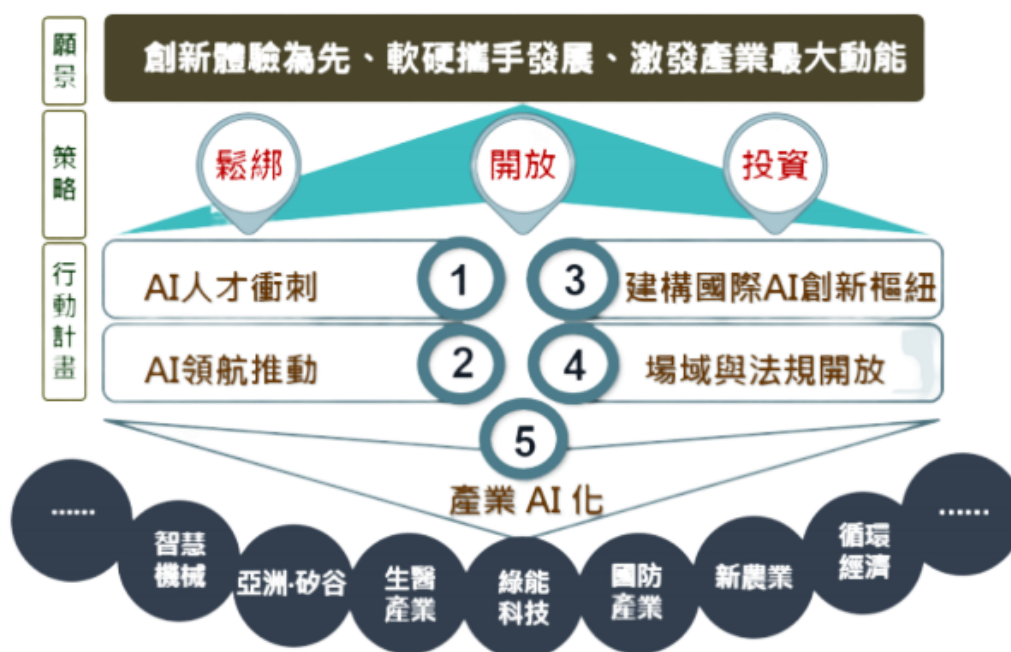 願景
創新體驗為先、軟硬攜手發展、激發產業最大動能
策略
鬆綁
開放
投資
行動計畫
AI人才衝刺
1
3
建構國際AI創新樞紐
AI領航推動
2
4
場域與法規開放
5
產業 AI 化
......
智慧
機械
亞洲·矽谷
生醫
產業
綠能
科技
國防
產業
新農業
循環
經濟
......